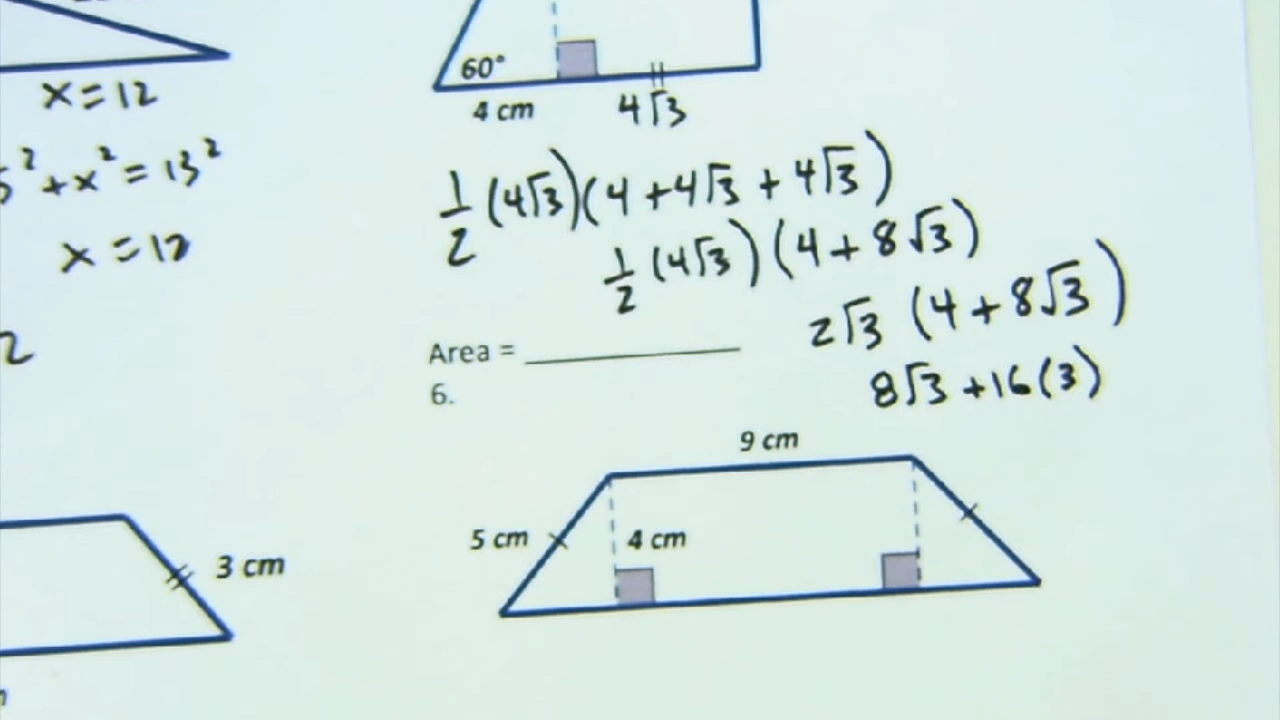 x = 12
5² + x² = 13²
x = 12
2
60°
4 cm
4√3
1/2 (4√3)(4 + 4√3 + 4√3)
1/2 (4√3)(4 + 8√3)
2√3 (4 + 8√3)
8√3 + 16(3)
Area = ____________
6.
9 cm
5 cm
4 cm
3 cm